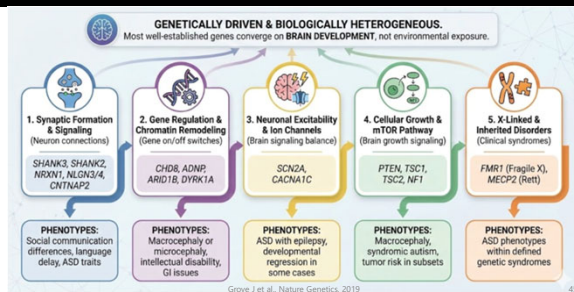 GENETICALLY DRIVEN & BIOLOGICALLY HETEROGENEOUS.
Most well-established genes converge on BRAIN DEVELOPMENT, not environmental exposure.
1. Synaptic Formation
& Signaling
(Neuron connections)
SHANK3, SHANK2,
NRXN1, NLGN3/4,
CNTNAP2
PHENOTYPES:
Social communication
differences, language
delay, ASD traits
2. Gene Regulation &
Chromatin Remodeling
(Gene on/off switches)
CHD8, ADNP,
ARID1B, DYRK1A
PHENOTYPES:
Macrocephaly or
microcephaly,
intellectual disability,
GI issues
3. Neuronal Excitability
& Ion Channels
(Brain signaling balance)
SCN2A,
CACNA1C
PHENOTYPES:
ASD with epilepsy,
developmental
regression in
some cases
4. Cellular Growth &
mTOR Pathway
(Brain growth signaling)
PTEN, TSC1,
TSC2, NF1
PHENOTYPES:
Macrocephaly,
syndromic autism,
tumor risk in subsets
5. X-Linked &
Inherited Disorders
(Clinical syndromes)
FMR1 (Fragile X),
MECP2 (Rett)
PHENOTYPES:
ASD phenotypes
within defined
genetic syndromes
Grove J et al., Nature Genetics, 2019